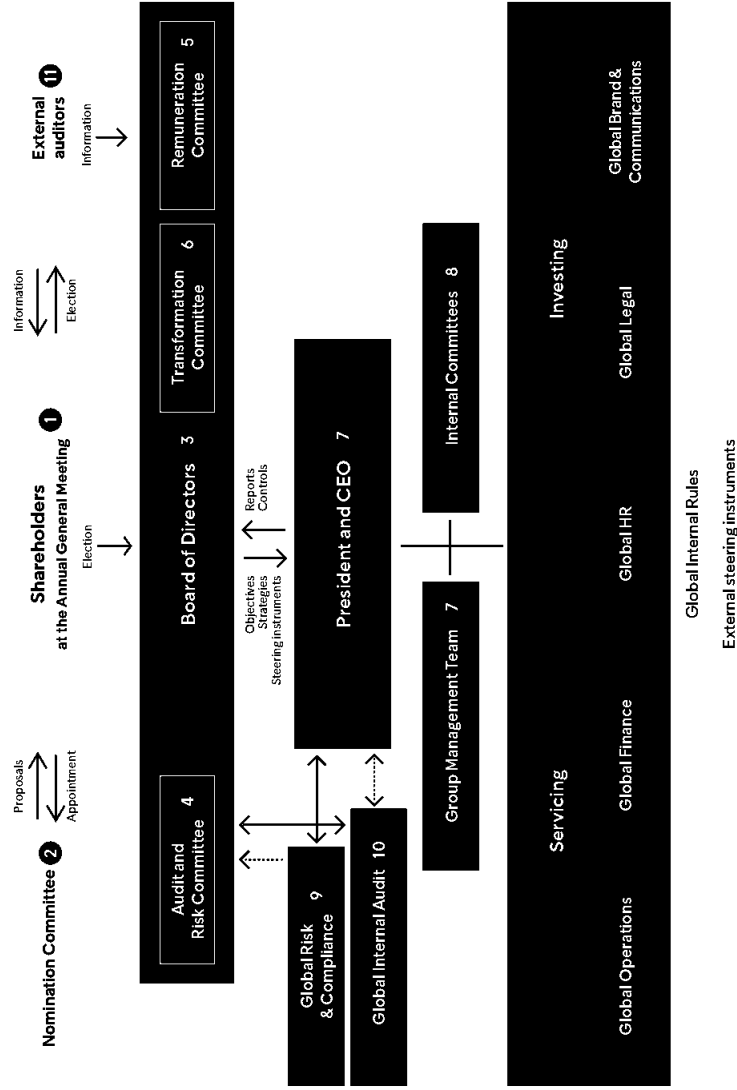 Nomination Committee 2
Proposals
Appointment
Shareholders 1
at the Annual General Meeting
Information
Election
External 11
auditors
Election
Information
Audit and 4
Risk Committee
Board of Directors 3
Transformation 6
Committee
Remuneration 5
Committee
Objectives
Strategies
Steering instruments
Reports
Controls
Global Risk 9
& Compliance
Global Internal Audit 10
President and CEO 7
Group Management Team 7
Internal Committees 8
Servicing
Investing
Global Operations
Global Finance
Global HR
Global Legal
Global Brand &
Communications
Global Internal Rules
External steering instruments